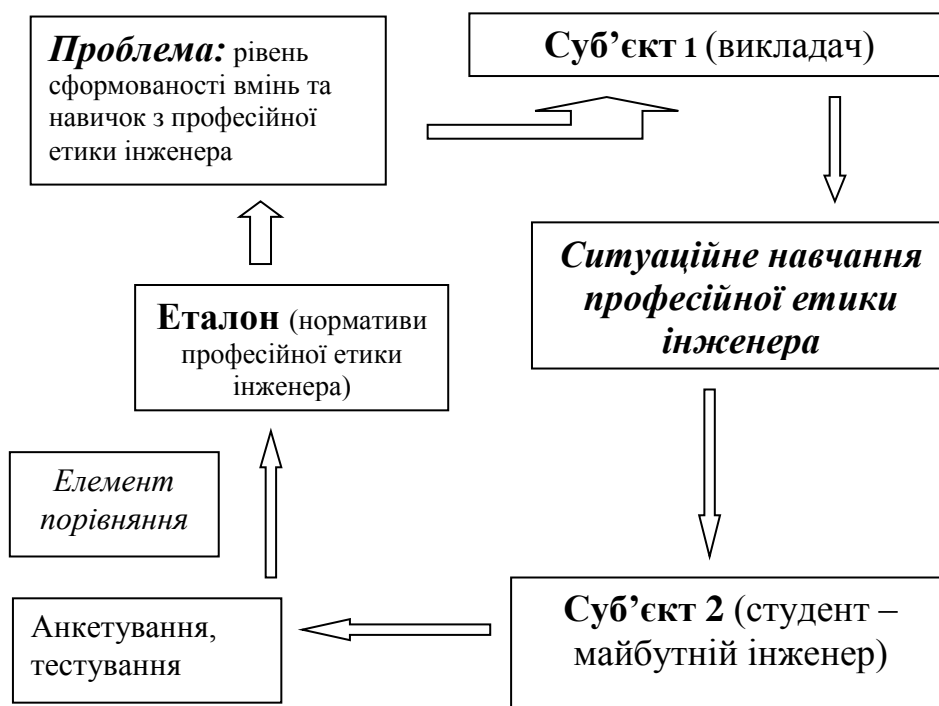 Проблема: рівень
сформованості вмінь та
навичок з професійної
етики інженера
Суб’єкт 1 (викладач)
Ситуаційне навчання
професійної етики
інженера
Еталон (нормативи
професійної етики
інженера)
Елемент
порівняння
Анкетування,
тестування
Суб’єкт 2 (студент –
майбутній інженер)